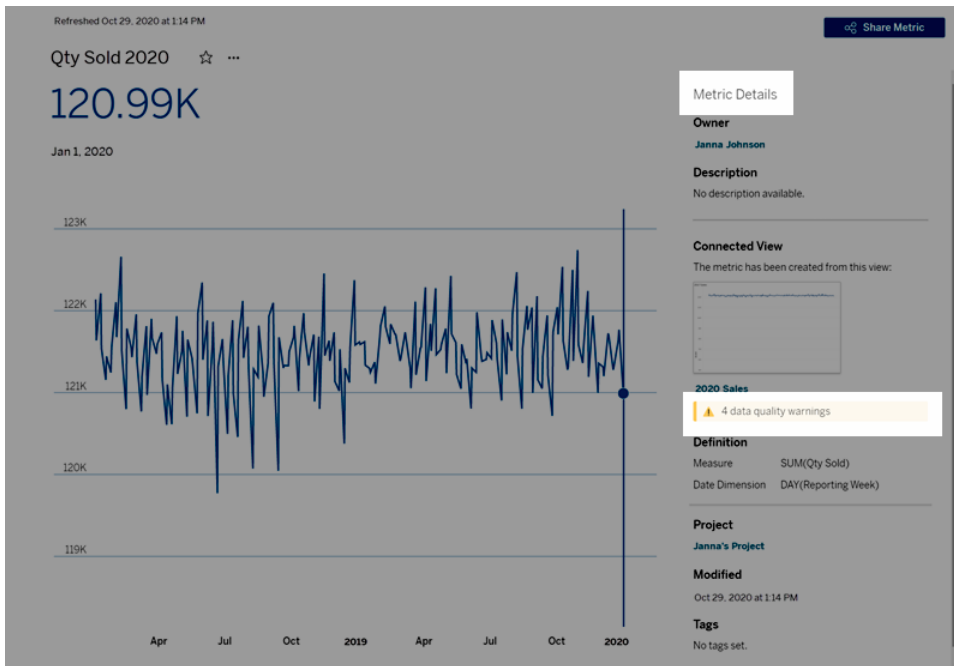 Refreshed Oct 29, 2020 at 1:14 PM
Share Metric
Qty Sold 2020
120.99K
Jan 1, 2020
123K
122K
121K
120K
119K
Apr Jul Oct 2019 Apr Jul Oct 2020
Metric Details
Owner
Janna Johnson
Description
No description available.
Connected View
The metric has been created from this view:
2020 Sales
4 data quality warnings
Definition
Measure SUM(Qty Sold)
Date Dimension DAY(Reporting Week)
Project
Janna's Project
Modified
Oct 29, 2020 at 1:14 PM
Tags
No tags set.